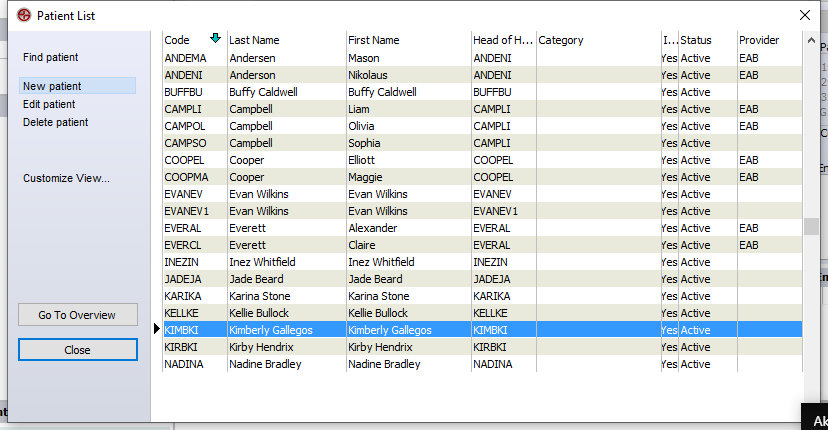 Patient List
Find patient
New patient
Edit patient
Delete patient
Customize View...
Go To Overview
Close
Code Last Name First Name Head of H... Category I... Status Provider
ANDEMA Andersen Mason ANDENI Yes Active EAB
ANDENI Anderson Nikolaus ANDENI Yes Active EAB
BUFFBU Buffy Caldwell Buffy Caldwell BUFFBU Yes Active
CAMPLI Campbell Liam CAMPLI Yes Active EAB
CAMPOL Campbell Olivia CAMPLI Yes Active EAB
CAMPSO Campbell Sophia CAMPLI Yes Active
COOPEL Cooper Elliott COOPEL Yes Active EAB
COOPMA Cooper Maggie COOPEL Yes Active EAB
EVANEV Evan Wilkins Evan Wilkins EVANEV Yes Active
EVANEV1 Evan Wilkins Evan Wilkins EVANEV1 Yes Active
EVERAL Everett Alexander EVERAL Yes Active EAB
EVERCL Everett Claire EVERAL Yes Active EAB
INEZIN Inez Whitfield Inez Whitfield INEZIN Yes Active
JADEJA Jade Beard Jade Beard JADEJA Yes Active
KARIKA Karina Stone Karina Stone KARIKA Yes Active
KELLKE Kellie Bullock Kellie Bullock KELLKE Yes Active
KIMBKI Kimberly Gallegos Kimberly Gallegos KIMBKI Yes Active
KIRBKI Kirby Hendrix Kirby Hendrix KIRBKI Yes Active
NADINA Nadine Bradley Nadine Bradley NADINA Yes Active
Ak